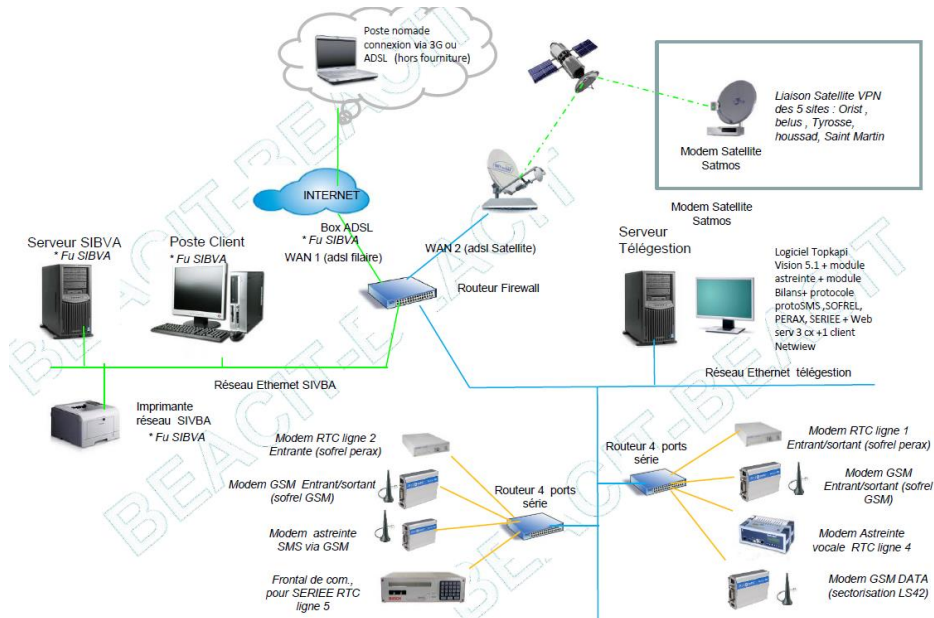 Poste nomade
connexion via 3G ou
ADSL (hors fourniture)
Liaison Satellite VPN
des 5 sites : Orist ,
belus , Tyrosse,
houssad, Saint Martin
Modem Satellite
Satmos
INTERNET
Modem Satellite
Satmos
Box ADSL
* Fu SIBVA
WAN 1 (adsl filaire)
WAN 2 (adsl Satellite)
Serveur SIBVA
* Fu SIBVA
Poste Client
* Fu SIBVA
Serveur
Télégestion
Logiciel Topkapi
Vision 5.1 + module
astreinte + module
Bilans+ protocole
protoSMS ,SOFREL,
PERAX, SERIEE + Web
serv 3 cx +1 client
Netwiew
Routeur Firewall
Réseau Ethernet SIVBA
Réseau Ethernet télégestion
Imprimante
réseau SIVBA
* Fu SIBVA
Modem RTC ligne 2
Entrante (sofrel perax)
Modem GSM Entrant/sortant
(sofrel GSM)
Modem astreinte
SMS via GSM
Frontal de com.,
pour SERIEE RTC
ligne 5
Routeur 4 ports
série
Routeur 4 ports
série
Modem RTC ligne 1
Entrant/sortant (sofrel perax)
Modem GSM
Entrant/sortant (sofrel
GSM)
Modem Astreinte
vocale RTC ligne 4
Modem GSM DATA
(sectorisation LS42)
BEACIT-BEACIT
BEACIT-BEACIT
BEACIT-BEACIT